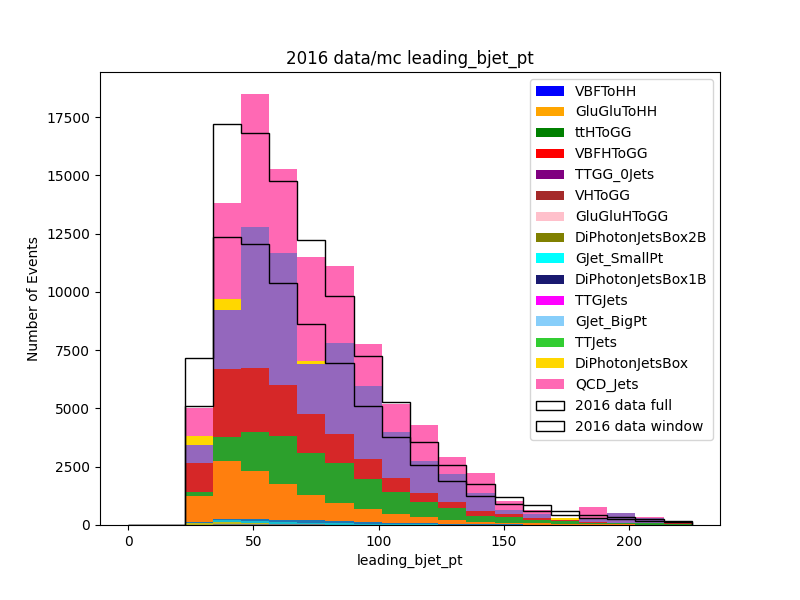 2016 data/mc leading_bjet_pt
Number of Events
17500
15000
12500
10000
7500
5000
2500
0
0
50
100
150
200
leading_bjet_pt
VBFToHH
GluGluToHH
ttHToGG
VBFHToGG
TTGG_0Jets
VHToGG
GluGluHToGG
DiPhotonJetsBox2B
GJet_SmallPt
DiPhotonJetsBox1B
TTGJets
GJet_BigPt
TTJets
DiPhotonJetsBox
QCD_Jets
2016 data full
2016 data window